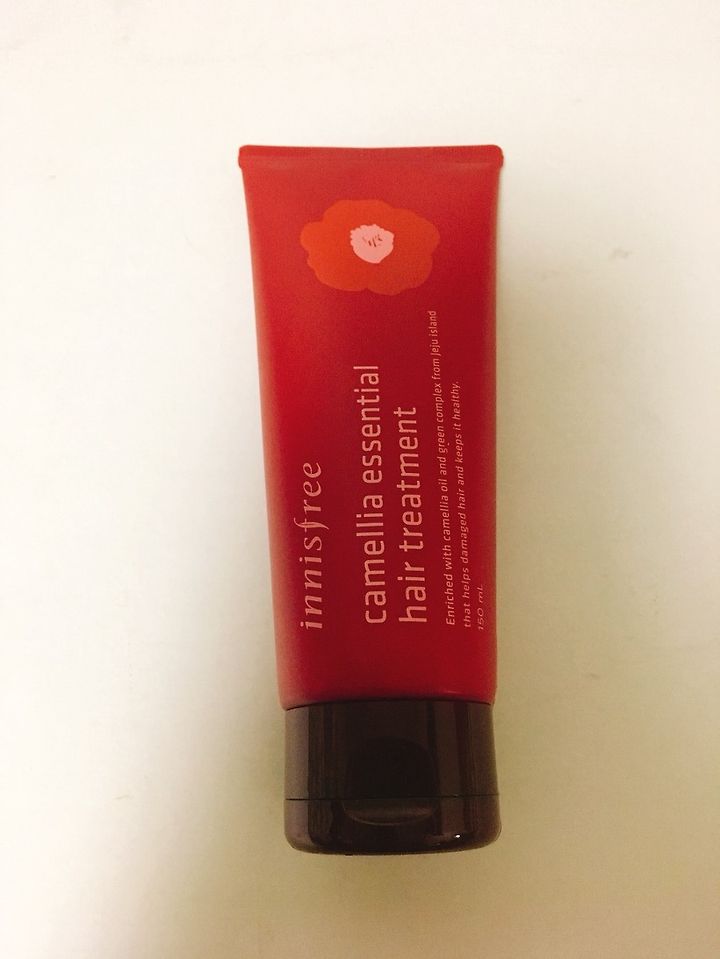 innisfree
camellia essential
hair treatment
Enriched with camellia oil and green complex from Jeju island
that helps damaged hair and keeps it healthy.
150 mL